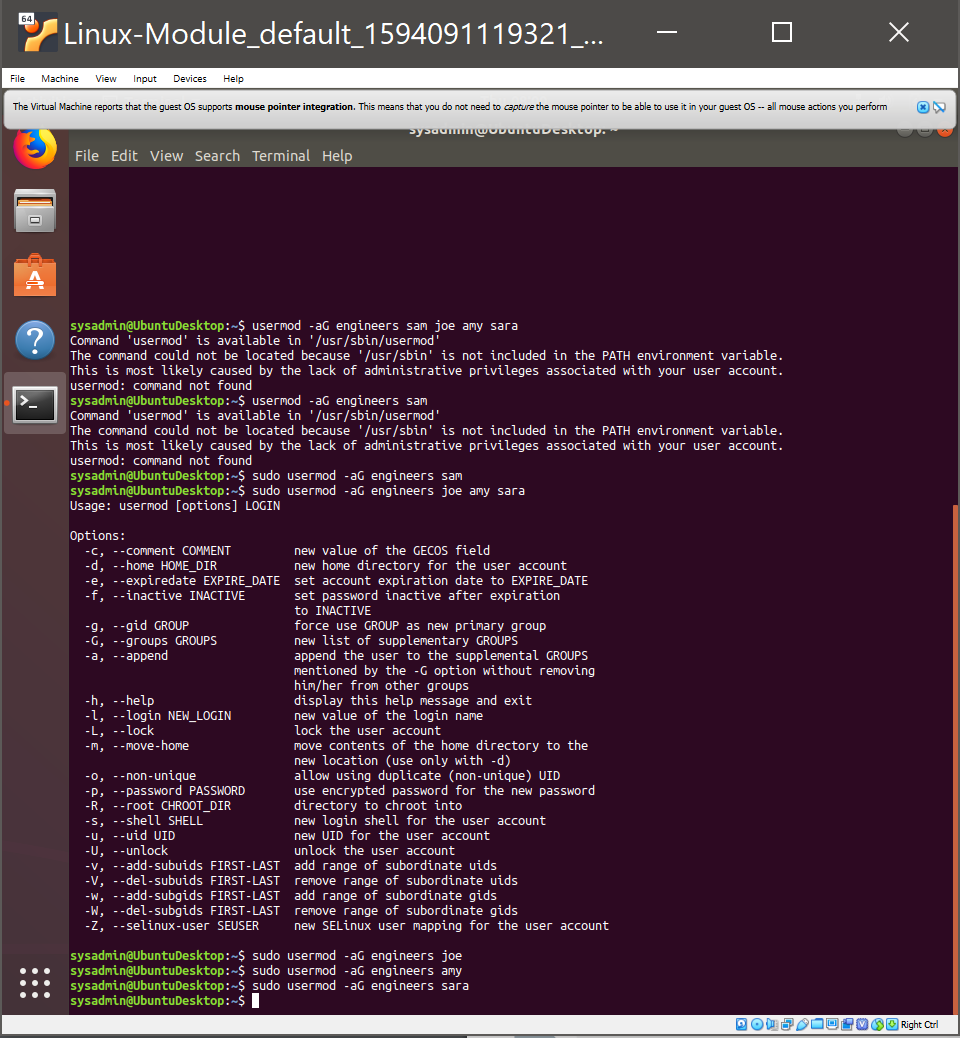 64
Linux-Module_default_1594091119321_...
File Machine View Input Devices Help
The Virtual Machine reports that the guest OS supports mouse pointer integration. This means that you do not need to capture the mouse pointer to be able to use it in your guest OS -- all mouse actions you perform
sysadmin@UbuntuDesktop: ~
File Edit View Search Terminal Help
sysadmin@UbuntuDesktop:~$ usermod -aG engineers sam joe amy sara
Command 'usermod' is available in '/usr/sbin/usermod'
The command could not be located because '/usr/sbin' is not included in the PATH environment variable.
This is most likely caused by the lack of administrative privileges associated with your user account.
usermod: command not found
sysadmin@UbuntuDesktop:~$ usermod -aG engineers sam
Command 'usermod' is available in '/usr/sbin/usermod'
The command could not be located because '/usr/sbin' is not included in the PATH environment variable.
This is most likely caused by the lack of administrative privileges associated with your user account.
usermod: command not found
sysadmin@UbuntuDesktop:~$ sudo usermod -aG engineers sam
sysadmin@UbuntuDesktop:~$ sudo usermod -aG engineers joe amy sara
Usage: usermod [options] LOGIN

Options:
  -c, --comment COMMENT         new value of the GECOS field
  -d, --home HOME_DIR           new home directory for the user account
  -e, --expiredate EXPIRE_DATE  set account expiration date to EXPIRE_DATE
  -f, --inactive INACTIVE       set password inactive after expiration
                                to INACTIVE
  -g, --gid GROUP               force use GROUP as new primary group
  -G, --groups GROUPS           new list of supplementary GROUPS
  -a, --append                  append the user to the supplemental GROUPS
                                mentioned by the -G option without removing
                                him/her from other groups
  -h, --help                    display this help message and exit
  -l, --login NEW_LOGIN         new value of the login name
  -L, --lock                    lock the user account
  -m, --move-home               move contents of the home directory to the
                                new location (use only with -d)
  -o, --non-unique              allow using duplicate (non-unique) UID
  -p, --password PASSWORD       use encrypted password for the new password
  -R, --root CHROOT_DIR         directory to chroot into
  -s, --shell SHELL             new login shell for the user account
  -u, --uid UID                 new UID for the user account
  -U, --unlock                  unlock the user account
  -v, --add-subuids FIRST-LAST  add range of subordinate uids
  -V, --del-subuids FIRST-LAST  remove range of subordinate uids
  -w, --add-subgids FIRST-LAST  add range of subordinate gids
  -W, --del-subgids FIRST-LAST  remove range of subordinate gids
  -Z, --selinux-user SEUSER     new SELinux user mapping for the user account

sysadmin@UbuntuDesktop:~$ sudo usermod -aG engineers joe
sysadmin@UbuntuDesktop:~$ sudo usermod -aG engineers amy
sysadmin@UbuntuDesktop:~$ sudo usermod -aG engineers sara
sysadmin@UbuntuDesktop:~$
Right Ctrl